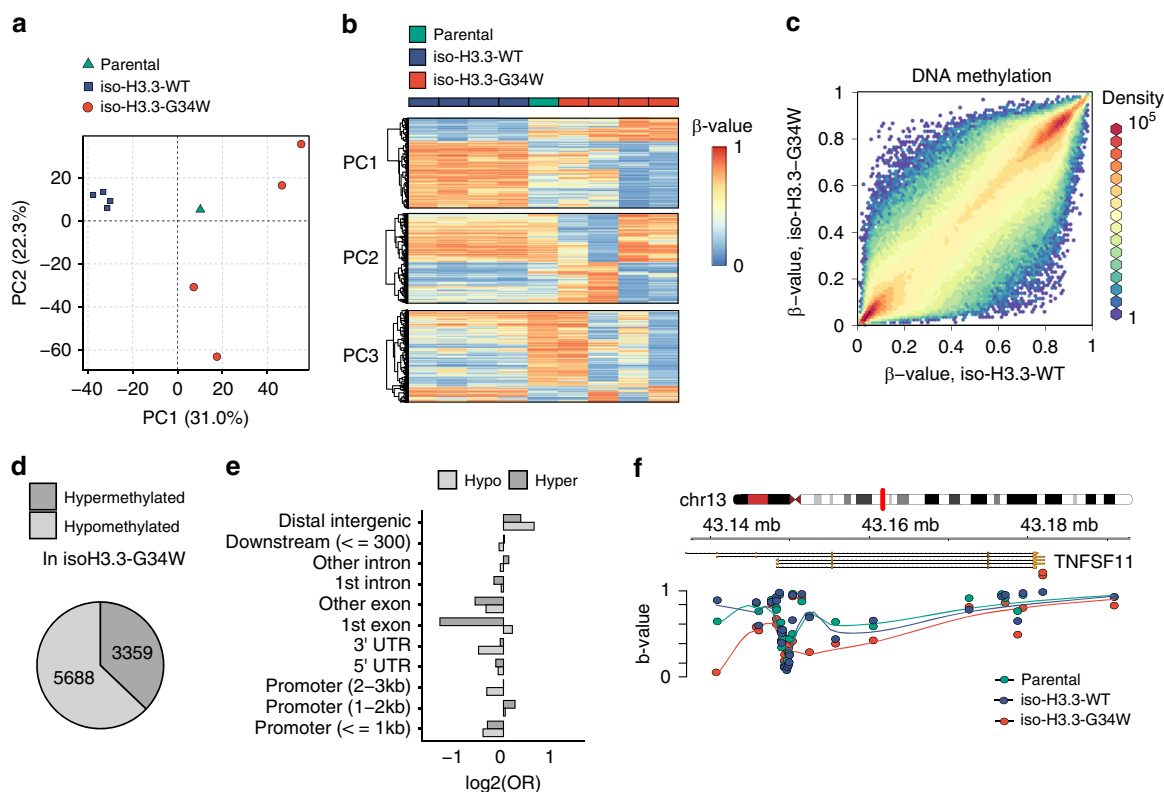 a
Parental
iso-H3.3-WT
iso-H3.3-G34W
20
0
−20
−40
−60
−40 −20 0 20 40
PC2 (22.3%)
PC1 (31.0%)
b
Parental
iso-H3.3-WT
iso-H3.3-G34W
PC1
PC2
PC3
β-value
1
0
c
DNA methylation
β−value, iso-H3.3-G34W
1
0.8
0.6
0.4
0.2
0
0 0.2 0.4 0.6 0.8 1
β−value, iso-H3.3-WT
Density
10⁵
1
d
Hypermethylated
Hypomethylated
In isoH3.3-G34W
3359
5688
e
Hypo Hyper
Distal intergenic
Downstream (< = 300)
Other intron
1st intron
Other exon
1st exon
3' UTR
5' UTR
Promoter (2−3kb)
Promoter (1−2kb)
Promoter (< = 1kb)
−1 0 1
log2(OR)
f
chr13
43.14 mb 43.16 mb 43.18 mb
TNFSF11
b-value
1
0
Parental
iso-H3.3-WT
iso-H3.3-G34W